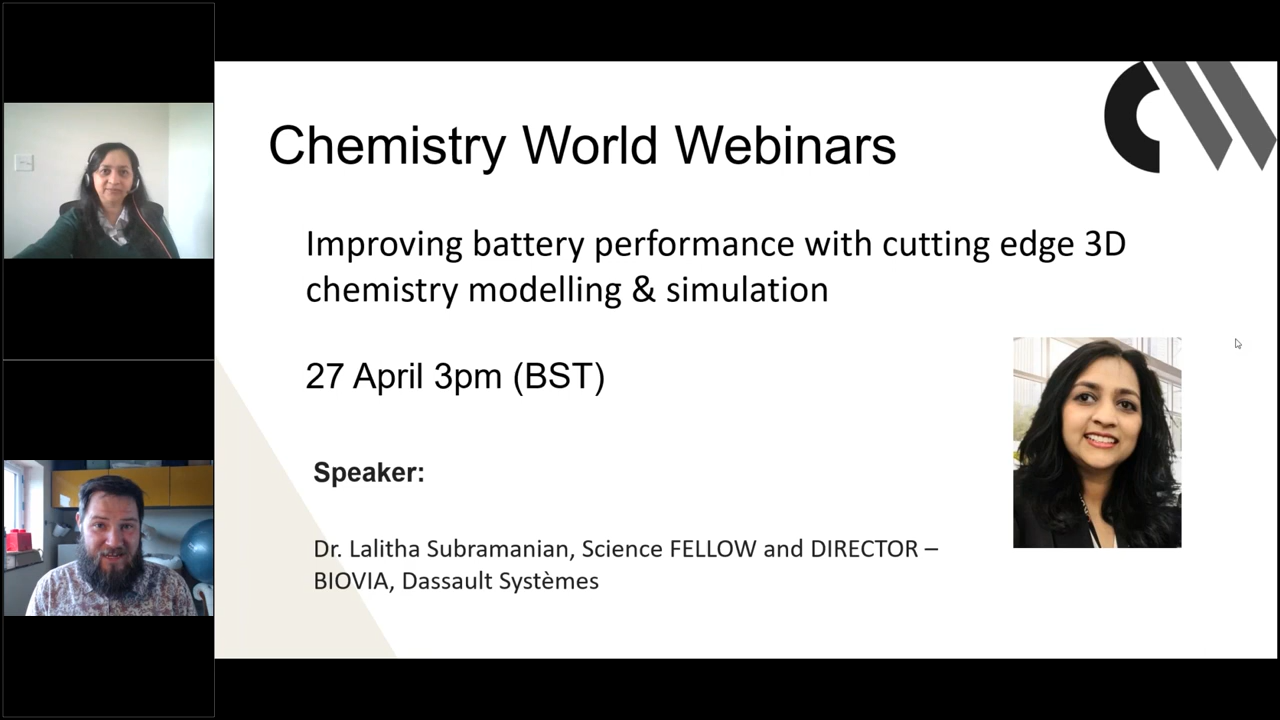 Chemistry World Webinars
Improving battery performance with cutting edge 3D
chemistry modelling & simulation
27 April 3pm (BST)
Speaker:
Dr. Lalitha Subramanian, Science FELLOW and DIRECTOR –
BIOVIA, Dassault Systèmes